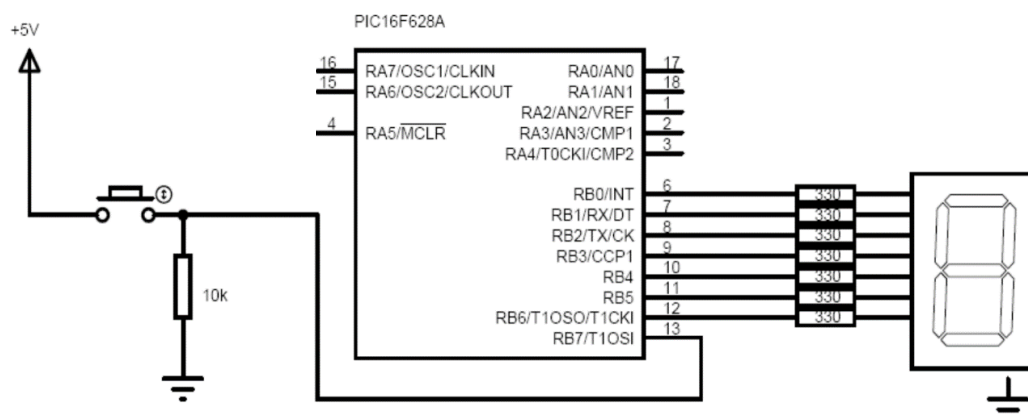 PIC16F628A
+5V
16 RA7/OSC1/CLKIN RA0/AN0 17
15 RA6/OSC2/CLKOUT RA1/AN1 18
RA2/AN2/VREF 1
4 RA5/MCLR RA3/AN3/CMP1 2
RA4/T0CKI/CMP2 3
RB0/INT 6 330
RB1/RX/DT 7 330
RB2/TX/CK 8 330
RB3/CCP1 9 330
RB4 10 330
10k RB5 11 330
RB6/T1OSO/T1CKI 12 330
RB7/T1OSI 13